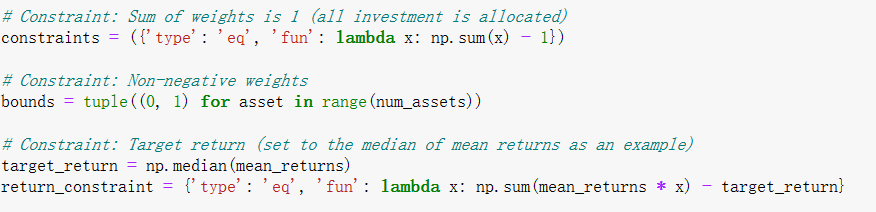 # Constraint: Sum of weights is 1 (all investment is allocated)
constraints = ({'type': 'eq', 'fun': lambda x: np.sum(x) - 1})
# Constraint: Non-negative weights
bounds = tuple((0, 1) for asset in range(num_assets))
# Constraint: Target return (set to the median of mean returns as an example)
target_return = np.median(mean_returns)
return_constraint = {'type': 'eq', 'fun': lambda x: np.sum(mean_returns * x) - target_return}